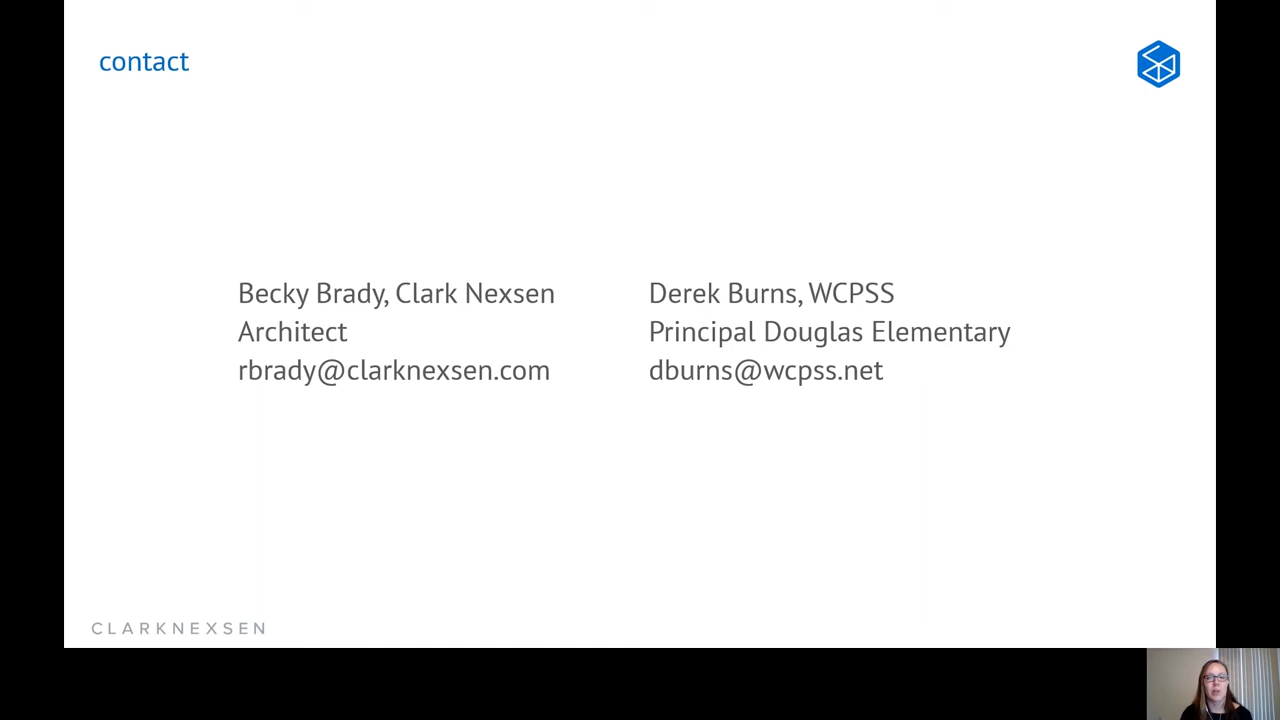 contact
Becky Brady, Clark Nexsen
Architect
rbrady@clarknexsen.com
Derek Burns, WCPSS
Principal Douglas Elementary
dburns@wcpss.net
CLARKNEXSEN